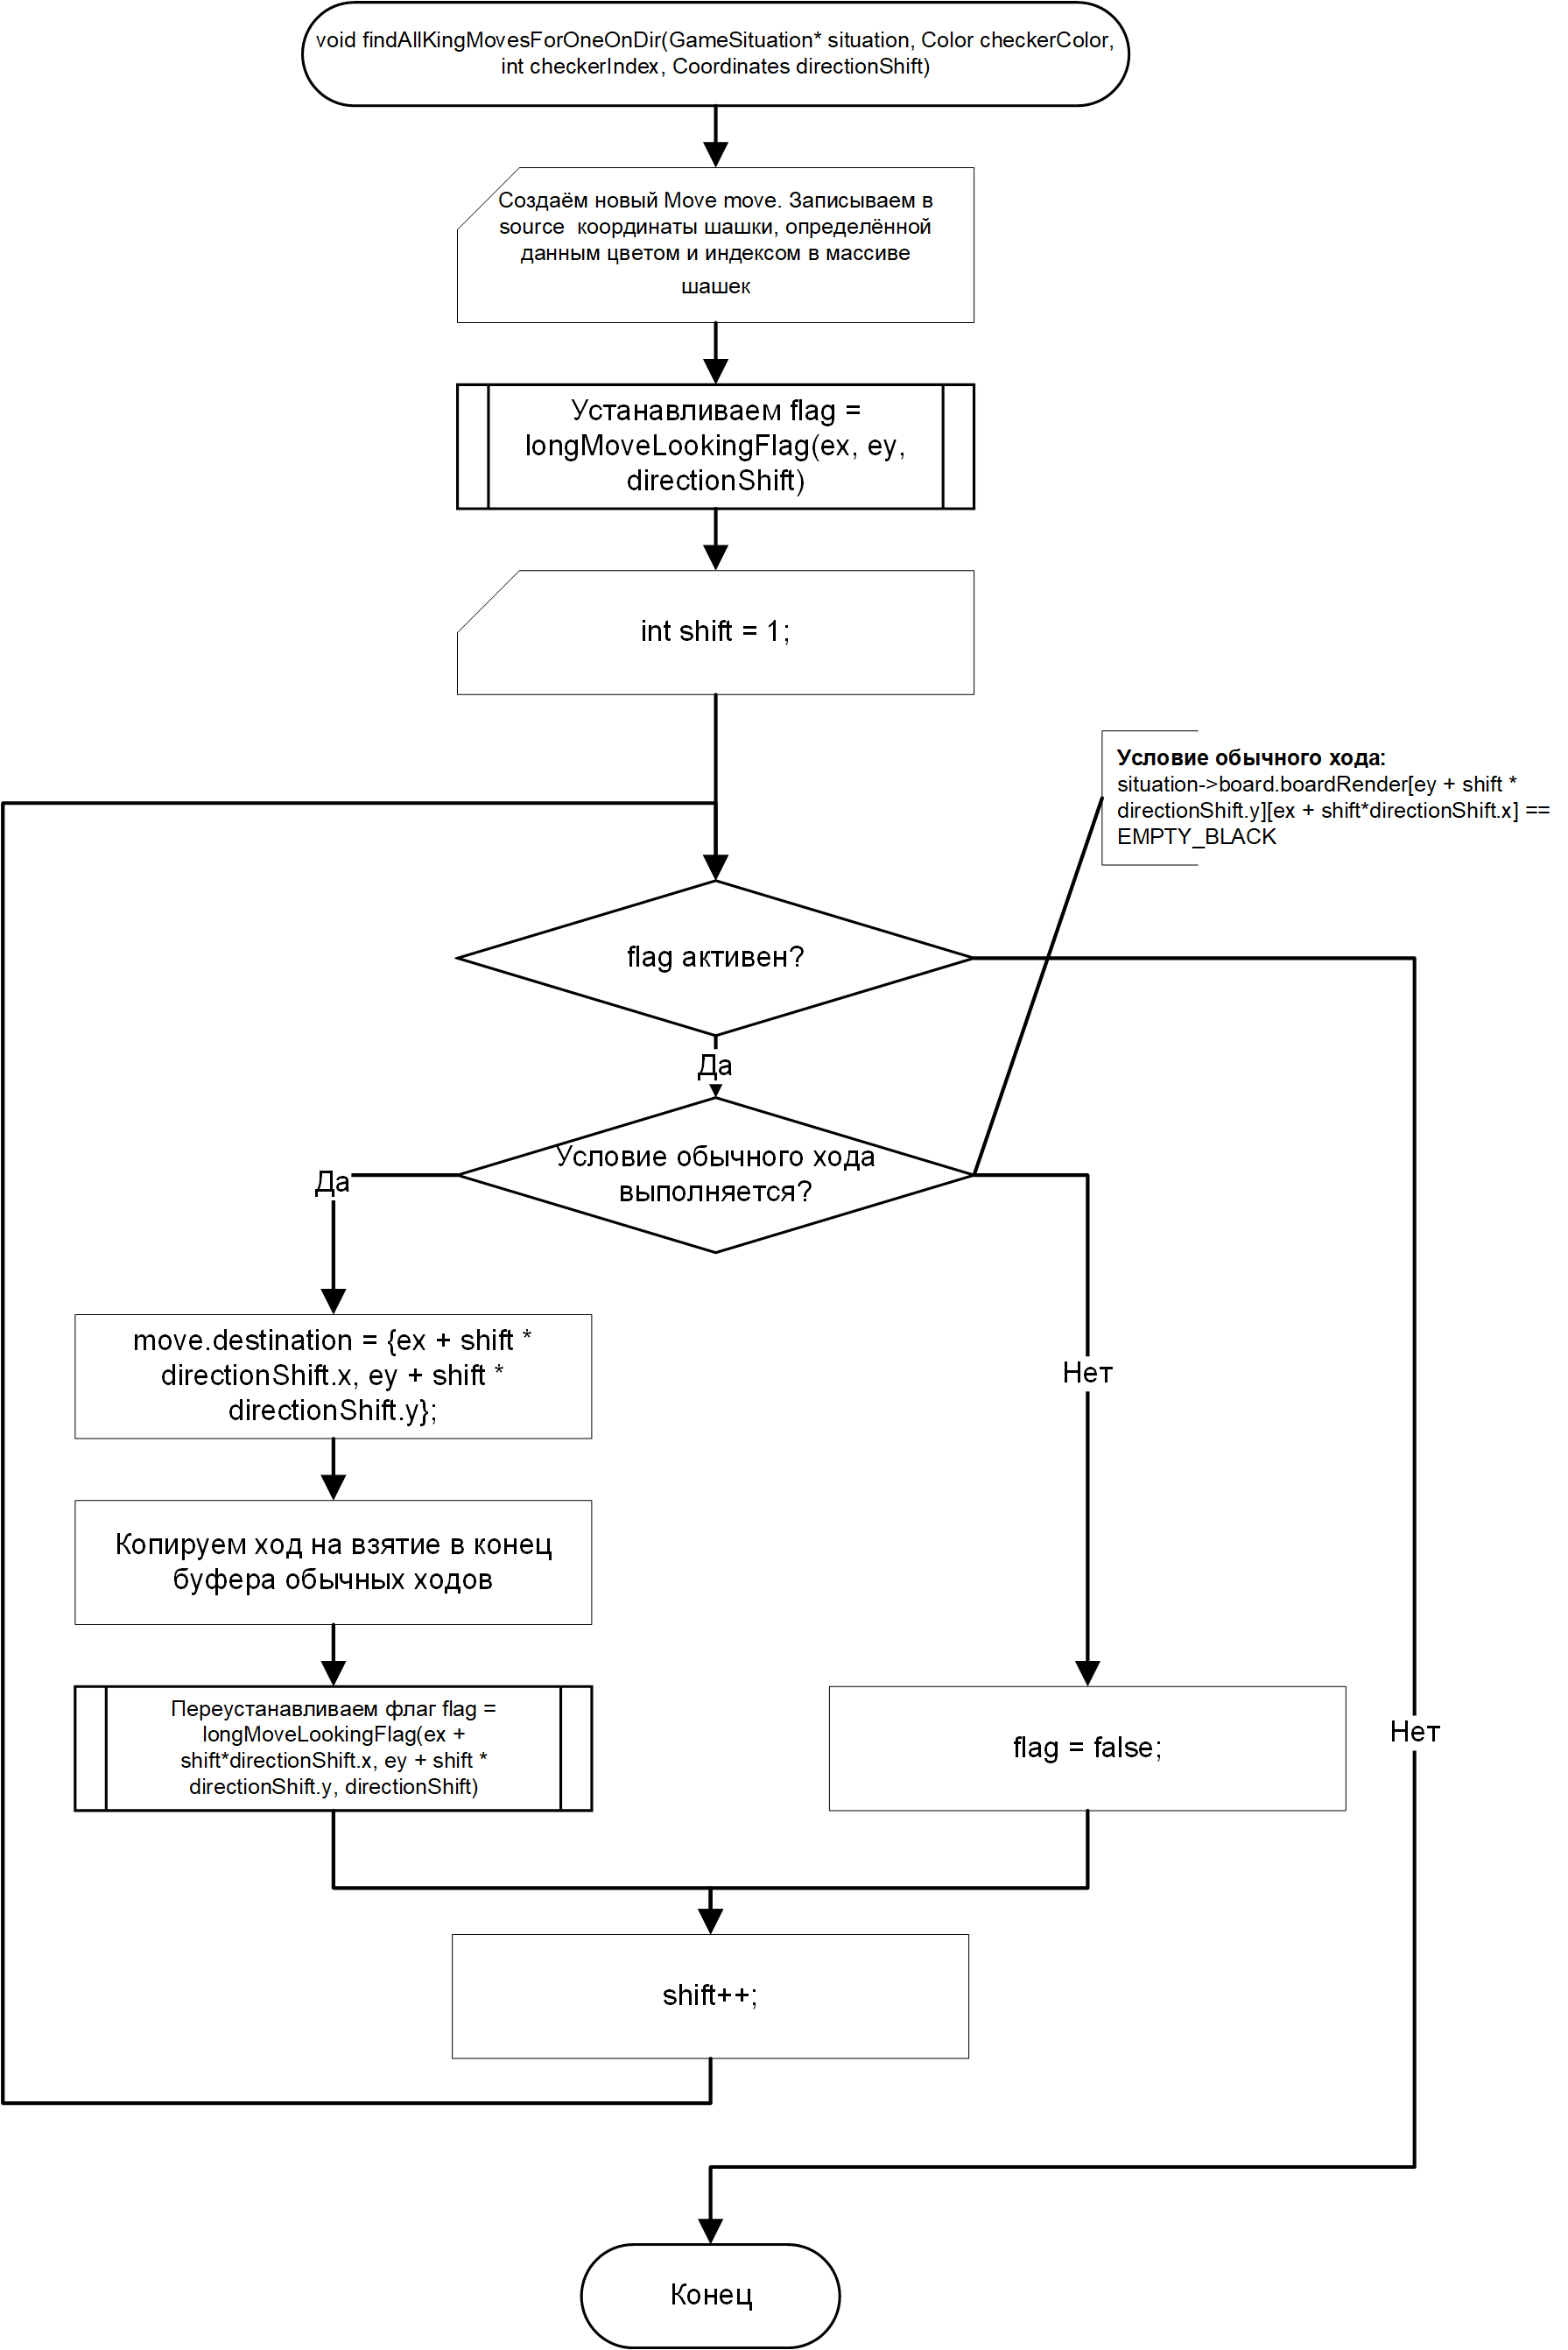 void findAllKingMovesForOneOnDir(GameSituation* situation, Color checkerColor,
int checkerIndex, Coordinates directionShift)
Создаём новый Move move. Записываем в
source  координаты шашки, определённой
данным цветом и индексом в массиве
шашек
Устанавливаем flag =
longMoveLookingFlag(ex, ey,
directionShift)
int shift = 1;
Условие обычного хода:
situation->board.boardRender[ey + shift *
directionShift.y][ex + shift*directionShift.x] ==
EMPTY_BLACK
flag активен?
Да
Условие обычного хода
выполняется?
Да
move.destination = {ex + shift *
directionShift.x, ey + shift *
directionShift.y};
Нет
Копируем ход на взятие в конец
буфера обычных ходов
Переустанавливаем флаг flag =
longMoveLookingFlag(ex +
shift*directionShift.x, ey + shift *
directionShift.y, directionShift)
flag = false;
Нет
shift++;
Конец